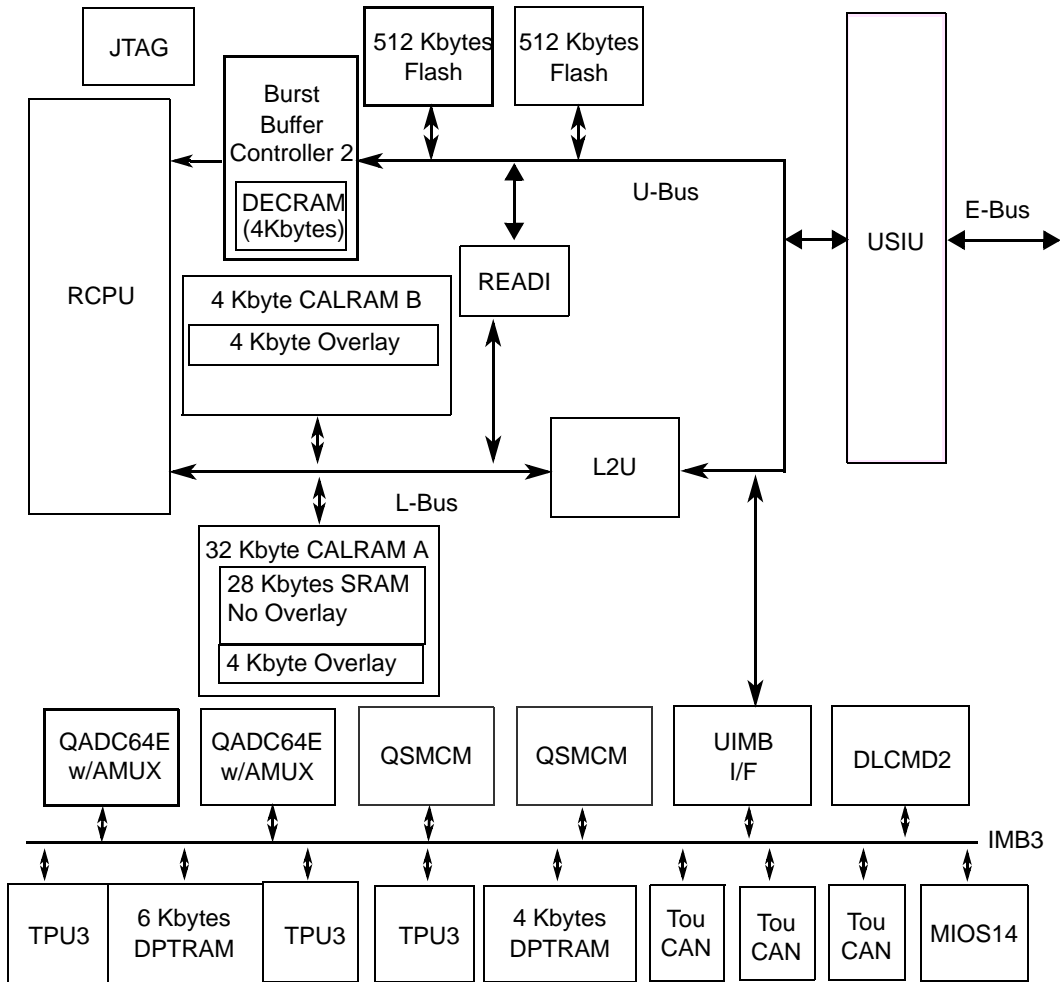 JTAG
512 Kbytes
Flash
512 Kbytes
Flash
Burst
Buffer
Controller 2
DECRAM
(4Kbytes)
U-Bus
E-Bus
USIU
RCPU
READI
4 Kbyte CALRAM B
4 Kbyte Overlay
L2U
L-Bus
32 Kbyte CALRAM A
28 Kbytes SRAM
No Overlay
4 Kbyte Overlay
QADC64E
w/AMUX
QADC64E
w/AMUX
QSMCM
QSMCM
UIMB
I/F
DLCMD2
IMB3
TPU3
6 Kbytes
DPTRAM
TPU3
TPU3
4 Kbytes
DPTRAM
Tou
CAN
Tou
CAN
Tou
CAN
MIOS14